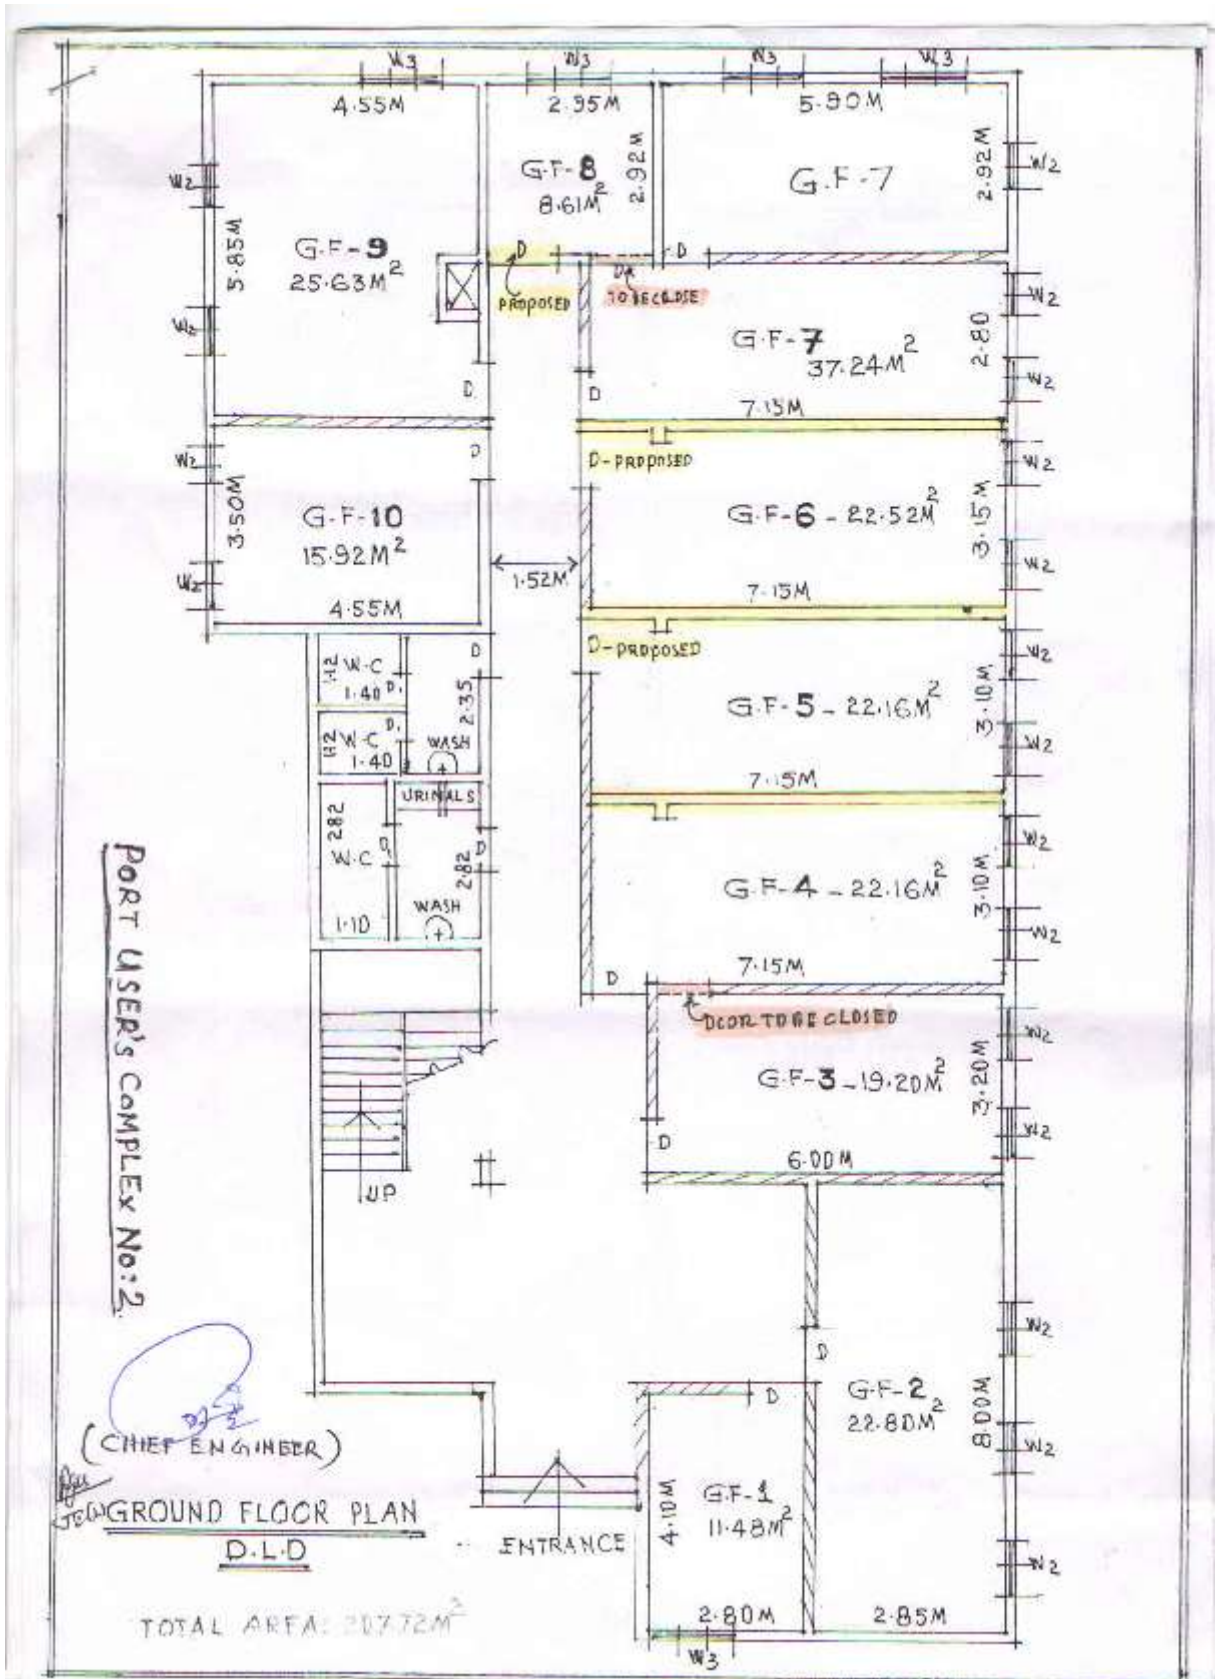 W3 W3 W3 W3
4.55M 2.95M 5.90M
G.F-8
8.61M²
2.92M
G.F-7
2.92M
W2
W2
5.85M
G.F-9
25.63M²
D
D
PROPOSED
TO BE CLOSE
W2
W2
G.F-7
37.24M²
2.80
W2
D
D
7.15M
D
D-PROPOSED
W2
W2
3.50M
G.F-10
15.92M²
G.F-6 - 22.52M²
3.15M
W2
W2
1.52M
4.55M
7.15M
D
D-PROPOSED
W2
W.C
1.40
D
2.35
W.C
1.40
D
WASH
G.F-5 - 22.16M²
3.10M
W2
7.15M
URINALS
2.82
W.C
D
2.82
D
W2
1.10
WASH
G.F-4 - 22.16M²
3.10M
W2
7.15M
D
DOOR TO BE CLOSED
W2
G.F-3 - 19.20M²
3.20M
W2
D
6.00M
UP
PORT USER'S COMPLEX No:2
W2
D
D
G.F-2
22.80M²
8.00M
W2
(CHIEF ENGINEER)
GROUND FLOOR PLAN
D.L.D
ENTRANCE
4.10M
G.F-1
11.48M²
W2
TOTAL AREA: 207.72M²
2.80M 2.85M
W3